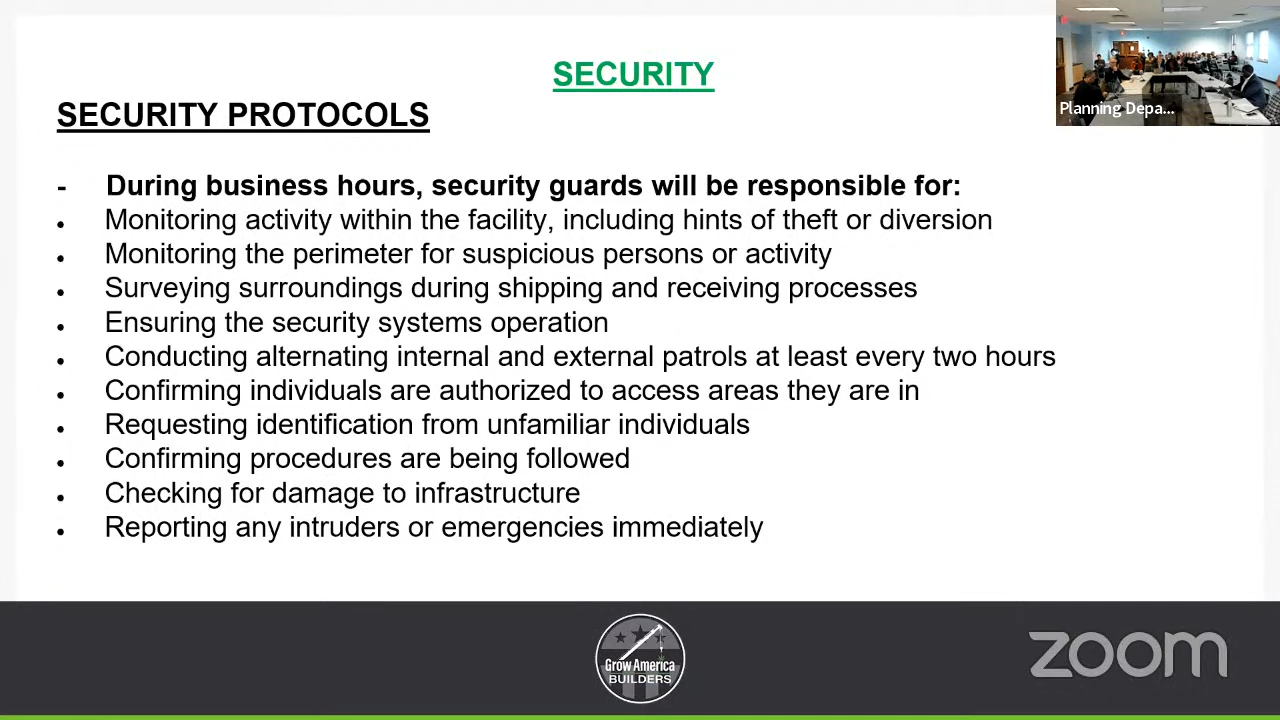 SECURITY
SECURITY PROTOCOLS
- During business hours, security guards will be responsible for:
• Monitoring activity within the facility, including hints of theft or diversion
• Monitoring the perimeter for suspicious persons or activity
• Surveying surroundings during shipping and receiving processes
• Ensuring the security systems operation
• Conducting alternating internal and external patrols at least every two hours
• Confirming individuals are authorized to access areas they are in
• Requesting identification from unfamiliar individuals
• Confirming procedures are being followed
• Checking for damage to infrastructure
• Reporting any intruders or emergencies immediately
Planning Depa...
Grow America
BUILDERS
zoom